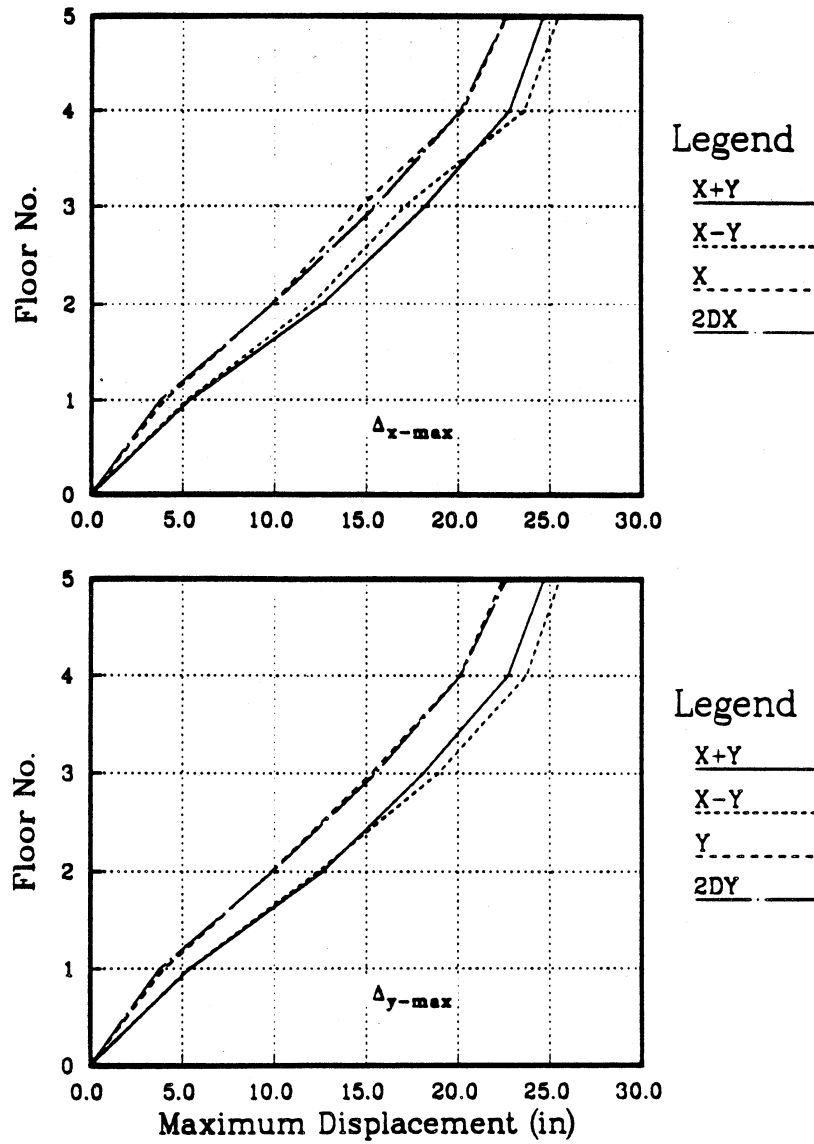 5
4
3
2
1
0
Floor No.
0.0 5.0 10.0 15.0 20.0 25.0 30.0
Δx-max
Legend
X+Y
X-Y
X
2DX
5
4
3
2
1
0
Floor No.
0.0 5.0 10.0 15.0 20.0 25.0 30.0
Δy-max
Maximum Displacement (in)
Legend
X+Y
X-Y
Y
2DY